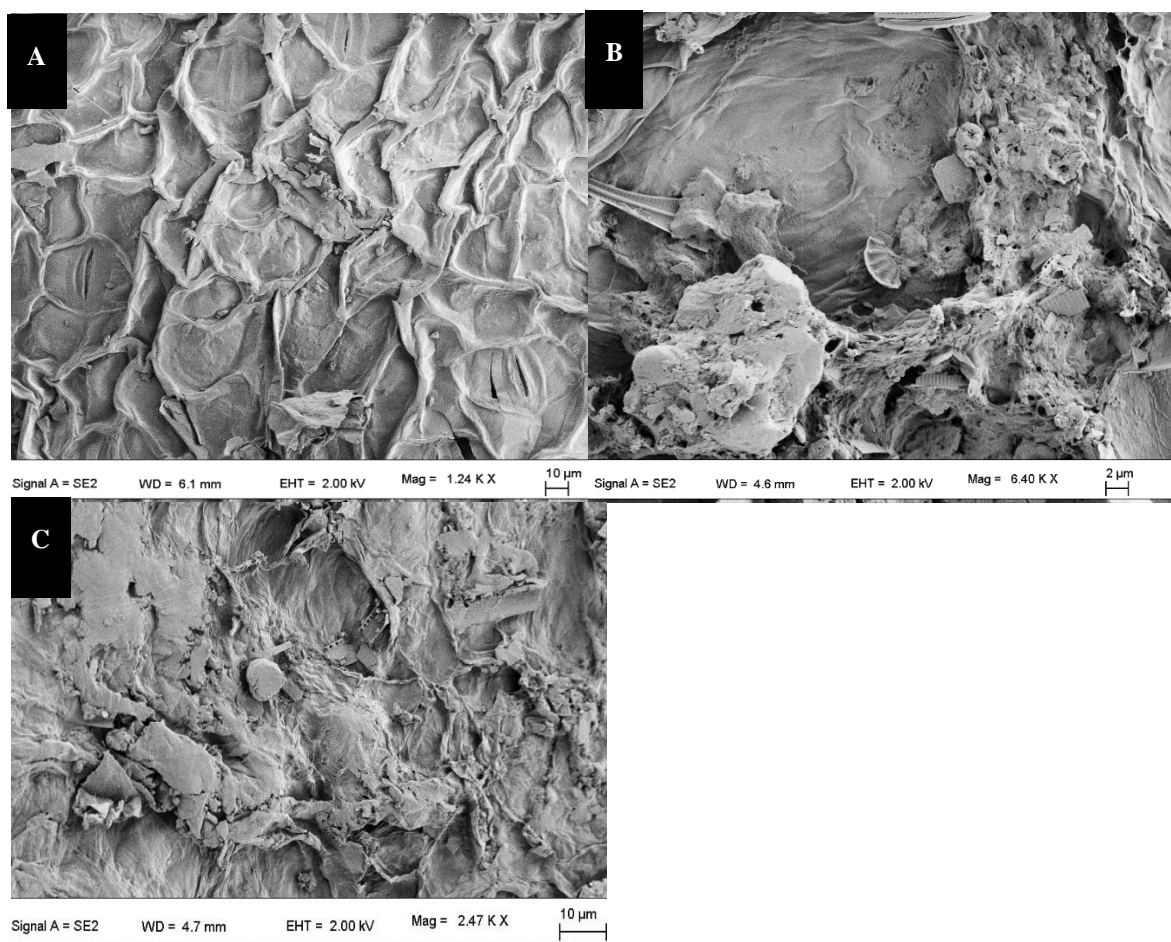 A
B
Signal A = SE2 WD = 6.1 mm EHT = 2.00 kV Mag = 1.24 K X 10 µm
Signal A = SE2 WD = 4.6 mm EHT = 2.00 kV Mag = 6.40 K X 2 µm
C
Signal A = SE2 WD = 4.7 mm EHT = 2.00 kV Mag = 2.47 K X 10 µm